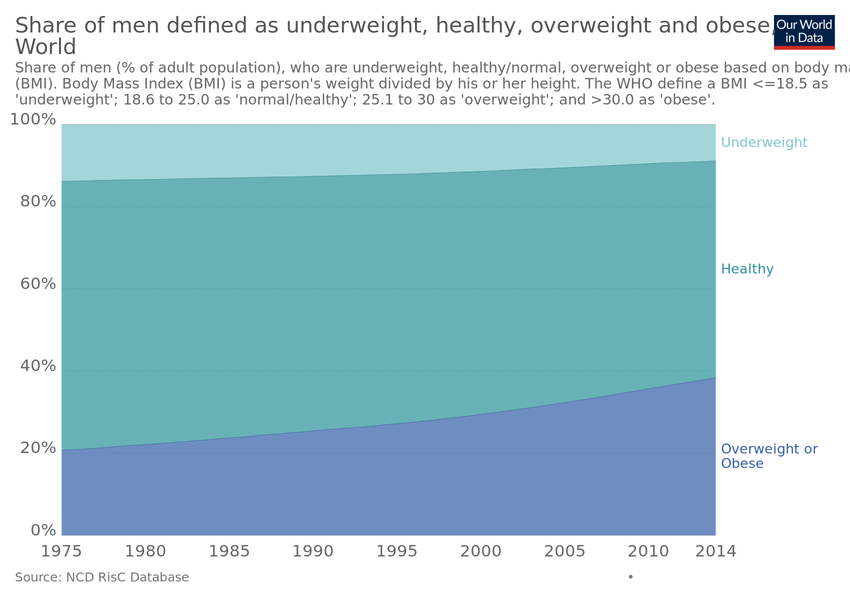 Share of men defined as underweight, healthy, overweight and obese,
World
Our World
in Data
Share of men (% of adult population), who are underweight, healthy/normal, overweight or obese based on body
(BMI). Body Mass Index (BMI) is a person's weight divided by his or her height. The WHO define a BMI <=18.5 as
'underweight'; 18.6 to 25.0 as 'normal/healthy'; 25.1 to 30 as 'overweight'; and >30.0 as 'obese'.
100%
Underweight
80%
Healthy
60%
40%
20%
Overweight or
Obese
0%
1975 1980 1985 1990 1995 2000 2005 2010 2014
Source: NCD RisC Database